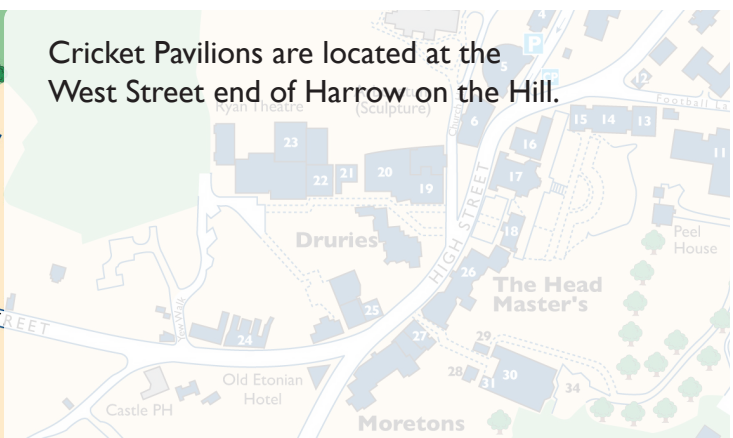 Cricket Pavilions are located at the
West Street end of Harrow on the Hill.
P
5
12
Ryan Theatre
(Sculpture)
Church
6
Football La
15 14 13
16
11
23
22 21 20 19
17
HIGH STREET
18
Druries
Peel
House
26
The Head
Master's
25
REET
24
27
29
28
31 30
34
Old Etonian
Hotel
Castle PH
Moretons